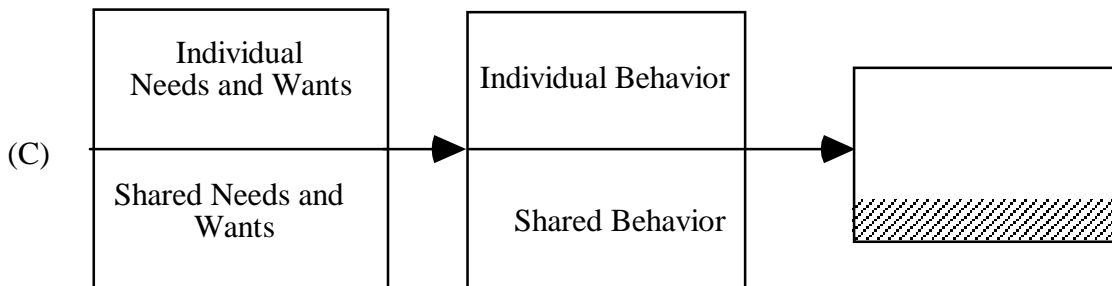 Individual
Needs and Wants
Individual Behavior
(C)
Shared Needs and
Wants
Shared Behavior